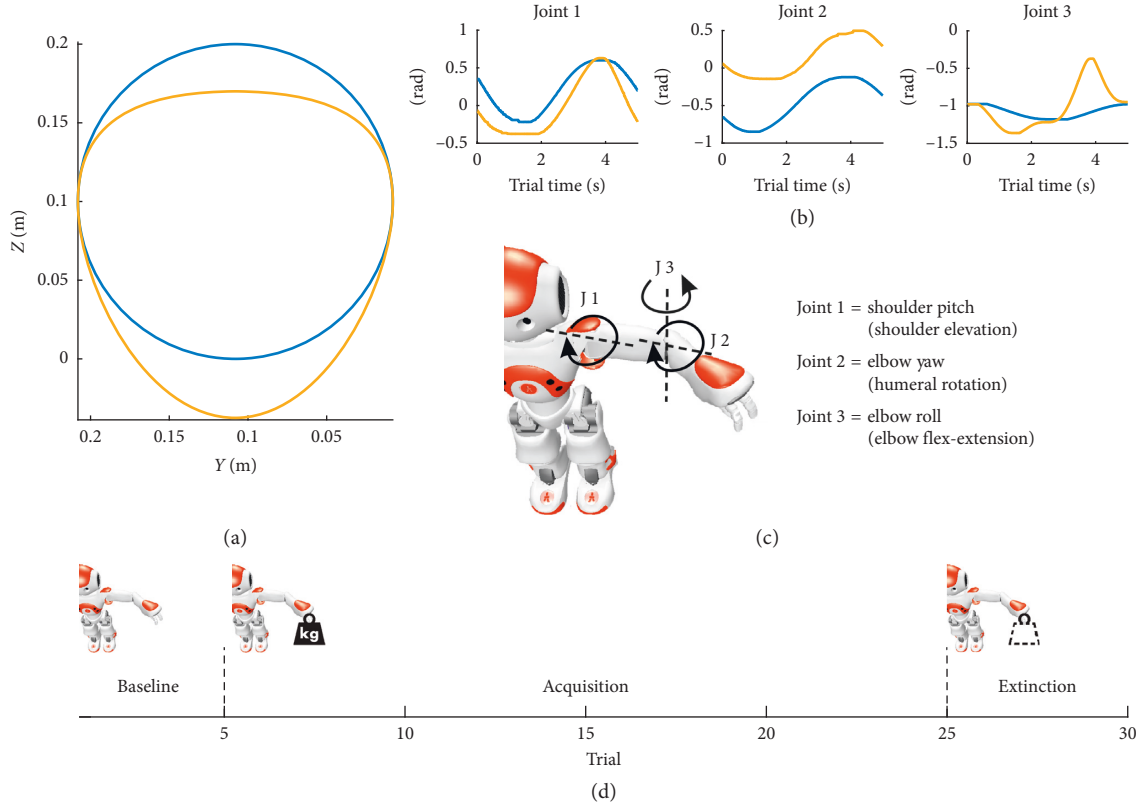 0.2
0.15
0.1
0.05
0
Z (m)
0.2
0.15
0.1
0.05
Y (m)
(a)
Joint 1
1
0.5
0
−0.5
(rad)
0
2
4
Trial time (s)
Joint 2
0.5
0
−0.5
−1
(rad)
0
2
4
Trial time (s)
Joint 3
0
−0.5
−1
−1.5
(rad)
0
2
4
Trial time (s)
(b)
J 1
J 3
J 2
Joint 1 = shoulder pitch
(shoulder elevation)
Joint 2 = elbow yaw
(humeral rotation)
Joint 3 = elbow roll
(elbow flex-extension)
(c)
kg
Baseline
Acquisition
Extinction
5
10
15
20
25
30
Trial
(d)